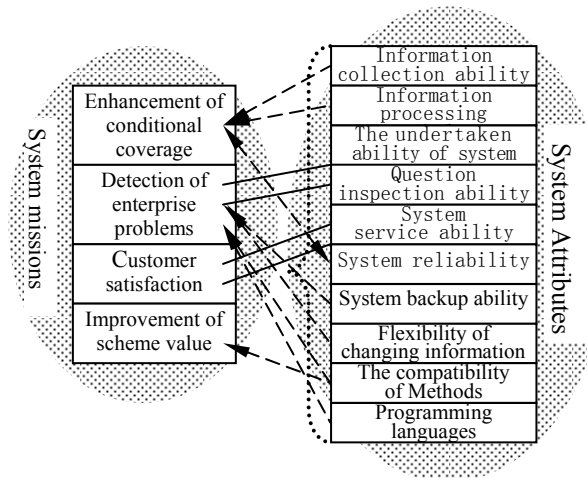 System missions
Enhancement of
conditional
coverage
Detection of
enterprise
problems
Customer
satisfaction
Improvement of
scheme value
Information
collection ability
Information
processing
The undertaken
ability of system
Question
inspection ability
System
service ability
System reliability
System backup ability
Flexibility of
changing information
The compatibility
of Methods
Programming
languages
System Attributes